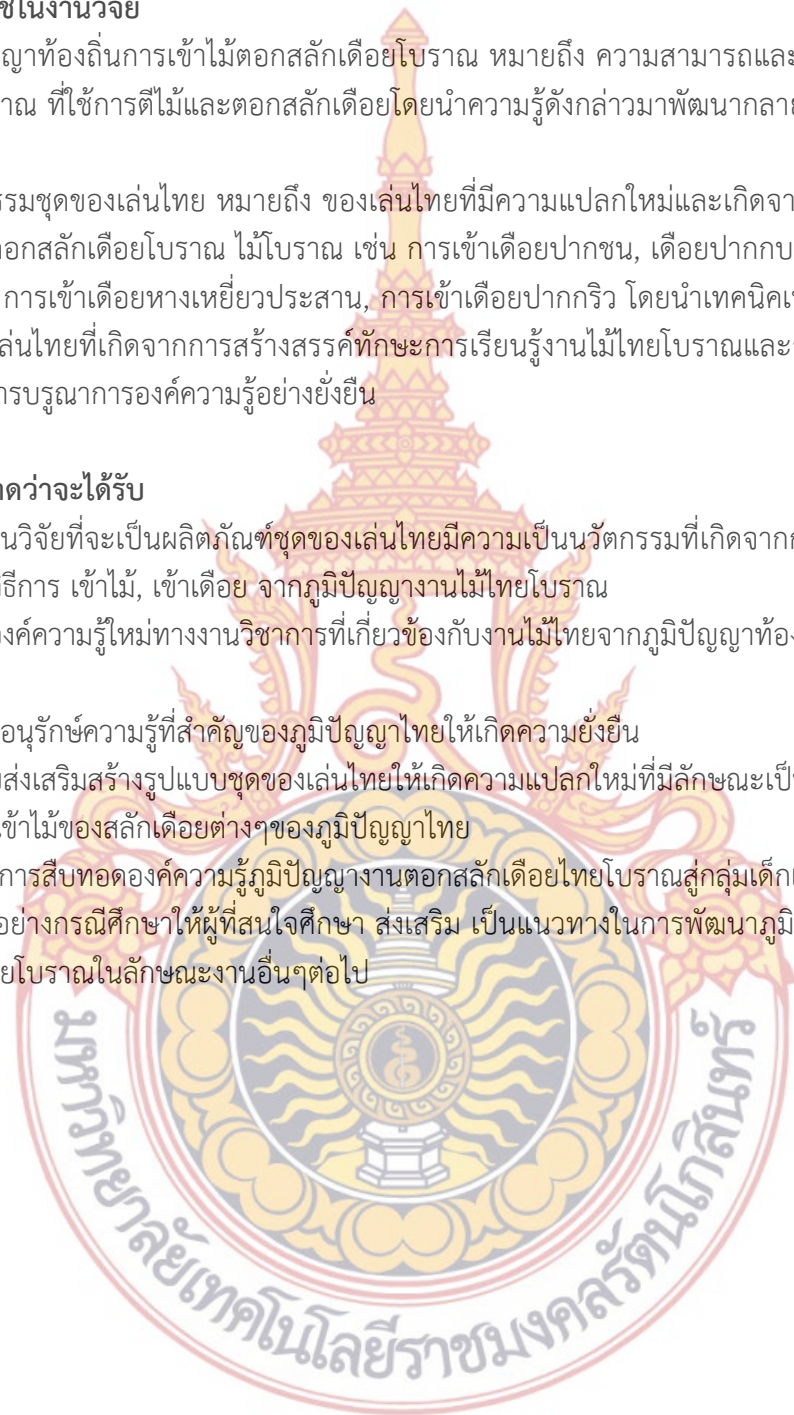 ช้ในงานวิจัย
ญาท้องถิ่นการเข้าไม้ตอกสลักเดือยโบราณ หมายถึง ความสามารถและ
าณ ที่ใช้การตีไม้และตอกสลักเดือยโดยนำความรู้ดังกล่าวมาพัฒนากลาย
รรมชุดของเล่นไทย หมายถึง ของเล่นไทยที่มีความแปลกใหม่และเกิดจา
ตอกสลักเดือยโบราณ ไม้โบราณ เช่น การเข้าเดือยปากชน, เดือยปากกบ
, การเข้าเดือยหางเหยี่ยวประสาน, การเข้าเดือยปากกริว โดยนำเทคนิคเ
ล่นไทยที่เกิดจากการสร้างสรรค์ทักษะการเรียนรู้งานไม้ไทยโบราณและ
ารบรูณาการองค์ความรู้อย่างยั่งยืน
าดว่าจะได้รับ
นวิจัยที่จะเป็นผลิตภัณฑ์ชุดของเล่นไทยมีความเป็นนวัตกรรมที่เกิดจาก
วิธีการ เข้าไม้, เข้าเดือย จากภูมิปัญญางานไม้ไทยโบราณ
องค์ความรู้ใหม่ทางงานวิชาการที่เกี่ยวข้องกับงานไม้ไทยจากภูมิปัญญาท้อง
อนุรักษ์ความรู้ที่สำคัญของภูมิปัญญาไทยให้เกิดความยั่งยืน
ยส่งเสริมสร้างรูปแบบชุดของเล่นไทยให้เกิดความแปลกใหม่ที่มีลักษณะเป็
เข้าไม้ของสลักเดือยต่างๆของภูมิปัญญาไทย
การสืบทอดองค์ความรู้ภูมิปัญญางานตอกสลักเดือยไทยโบราณสู่กลุ่มเด็กเ
อย่างกรณีศึกษาให้ผู้ที่สนใจศึกษา ส่งเสริม เป็นแนวทางในการพัฒนาภูมิ
ยโบราณในลักษณะงานอื่นๆต่อไป
มหาวิทยาลัยเทคโนโลยีราชมงคลรัตนโกสินทร์